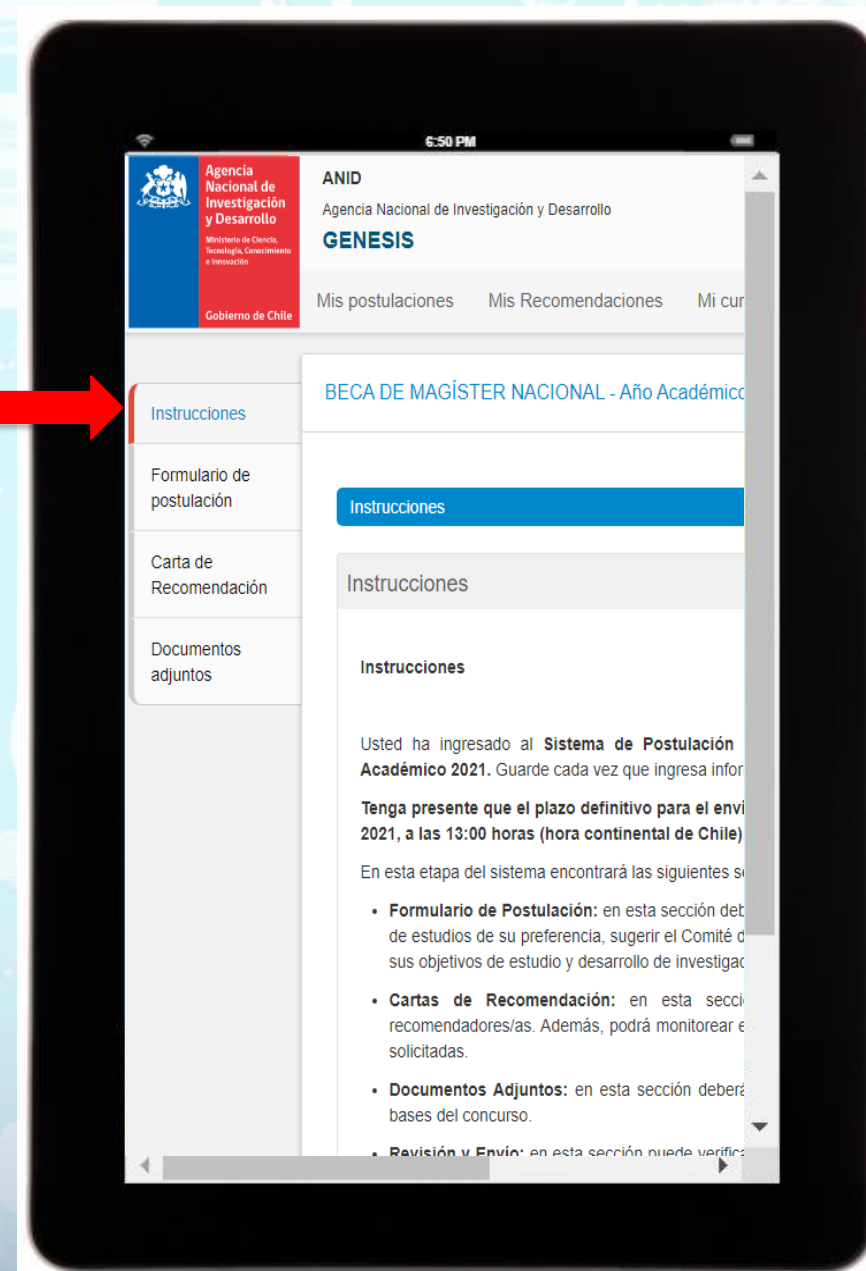 6:50 PM
Agencia
Nacional de
Investigación
y Desarrollo
Ministerio de Ciencia,
Tecnología, Conocimiento
e Innovación
Gobierno de Chile
ANID
Agencia Nacional de Investigación y Desarrollo
GENESIS
Mis postulaciones Mis Recomendaciones Mi cur
Instrucciones
Formulario de
postulación
Carta de
Recomendación
Documentos
adjuntos
BECA DE MAGÍSTER NACIONAL - Año Académic
Instrucciones
Instrucciones
Instrucciones
Usted ha ingresado al Sistema de Postulación
Académico 2021. Guarde cada vez que ingresa infor
Tenga presente que el plazo definitivo para el envi
2021, a las 13:00 horas (hora continental de Chile)
En esta etapa del sistema encontrará las siguientes s
• Formulario de Postulación: en esta sección deb
de estudios de su preferencia, sugerir el Comité d
sus objetivos de estudio y desarrollo de investigac
• Cartas de Recomendación: en esta secci
recomendadores/as. Además, podrá monitorear e
solicitadas.
• Documentos Adjuntos: en esta sección deberá
bases del concurso.
• Revisión y Envío: en esta sección puede verifica